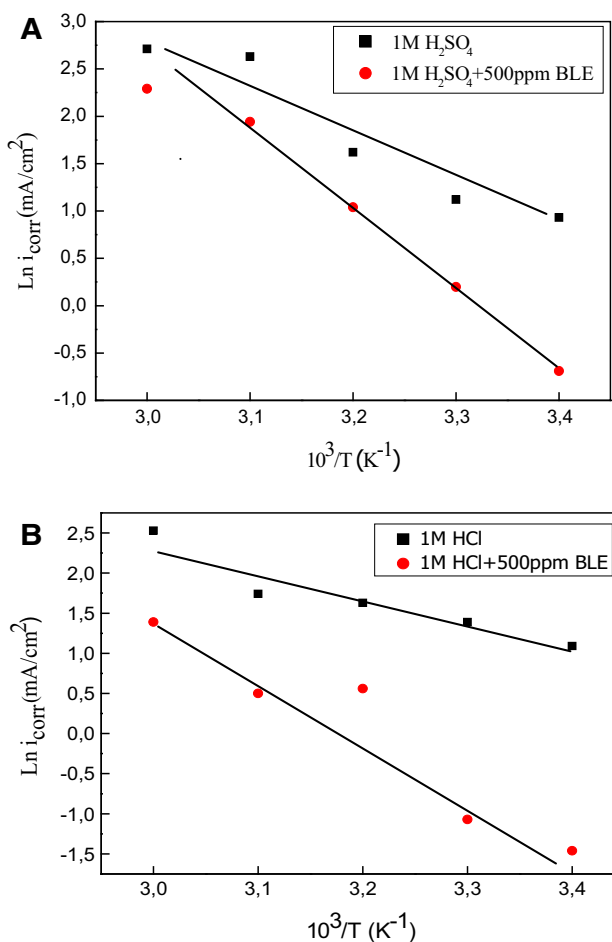 A
3,0
2,5
2,0
1,5
1,0
0,5
0,0
-0,5
-1,0
Ln i_corr(mA/cm²)
1M H₂SO₄
1M H₂SO₄+500ppm BLE
3,0 3,1 3,2 3,3 3,4
10³/T (K⁻¹)
B
2,5
2,0
1,5
1,0
0,5
0,0
-0,5
-1,0
-1,5
Ln i_corr(mA/cm²)
1M HCl
1M HCl+500ppm BLE
3,0 3,1 3,2 3,3 3,4
10³/T (K⁻¹)